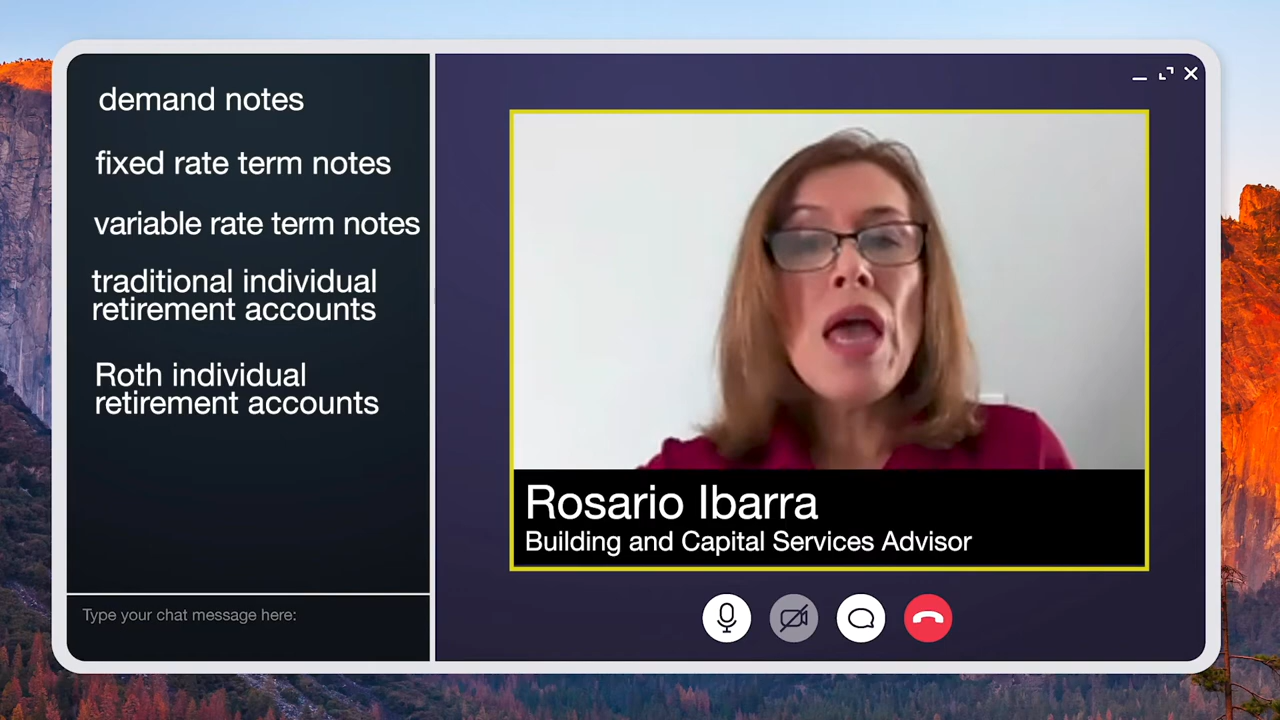 demand notes
fixed rate term notes
variable rate term notes
traditional individual
retirement accounts
Roth individual
retirement accounts
Type your chat message here:
Rosario Ibarra
Building and Capital Services Advisor